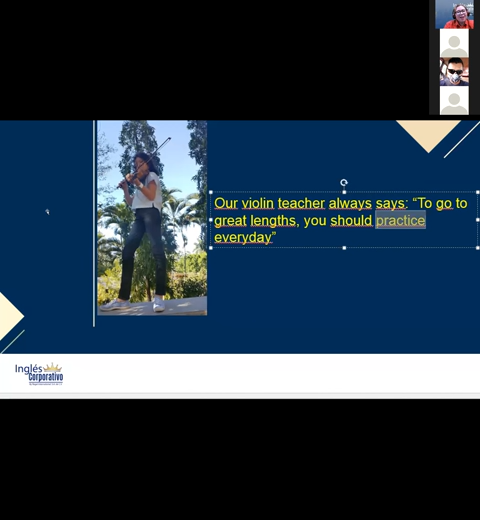 Our violin teacher always says: “To go to
great lengths, you should practice
everyday”
Inglés
Corporativo